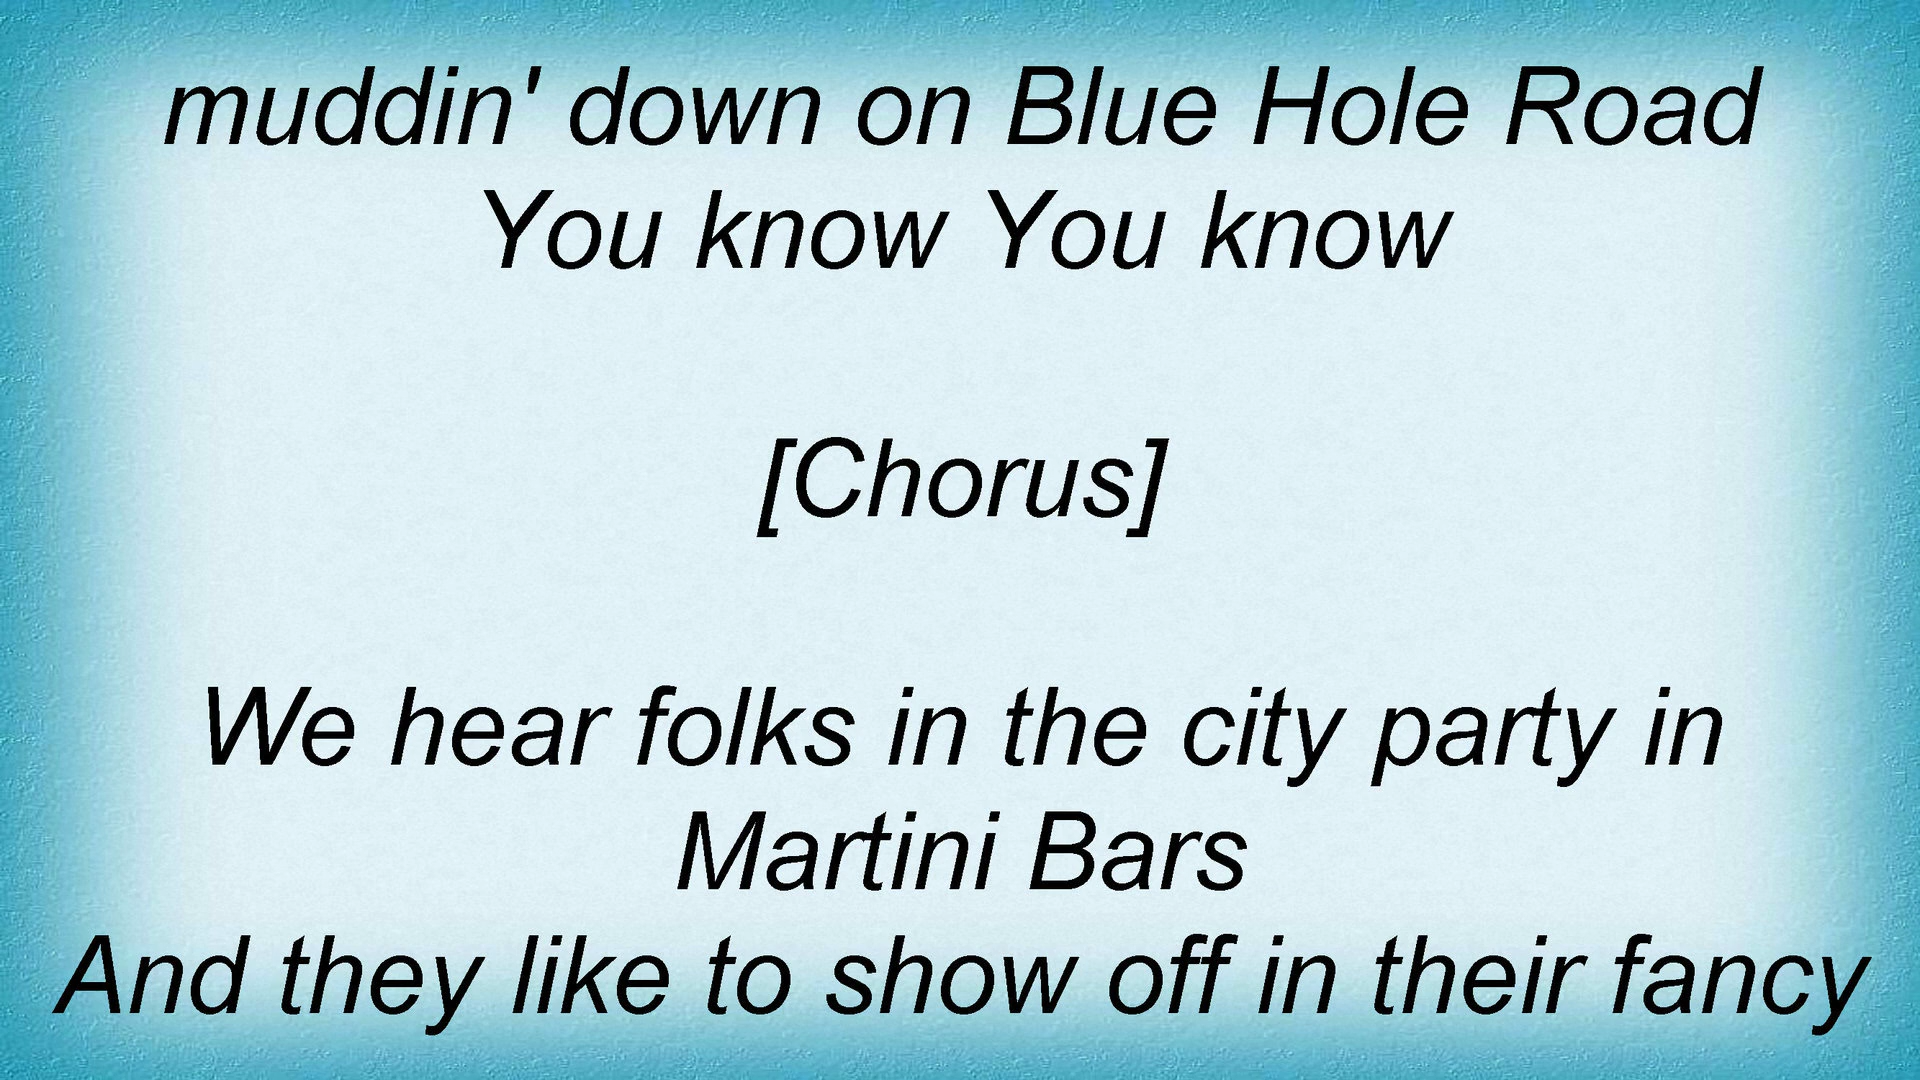 muddin' down on Blue Hole Road
You know You know
[Chorus]
We hear folks in the city party in
Martini Bars
And they like to show off in their fancy